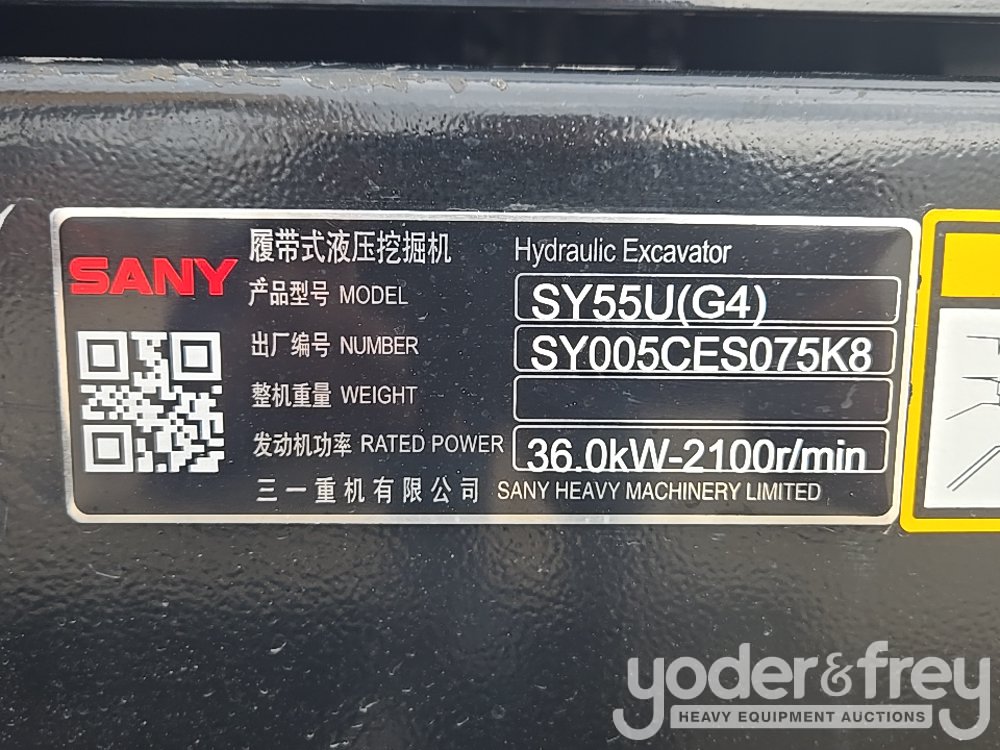 SANY
履带式液压挖掘机 Hydraulic Excavator
产品型号 MODEL SY55U(G4)
出厂编号 NUMBER SY005CES075K8
整机重量 WEIGHT
发动机功率 RATED POWER 36.0kW-2100r/min
三一重机有限公司 SANY HEAVY MACHINERY LIMITED
yoder&frey
HEAVY EQUIPMENT AUCTIONS